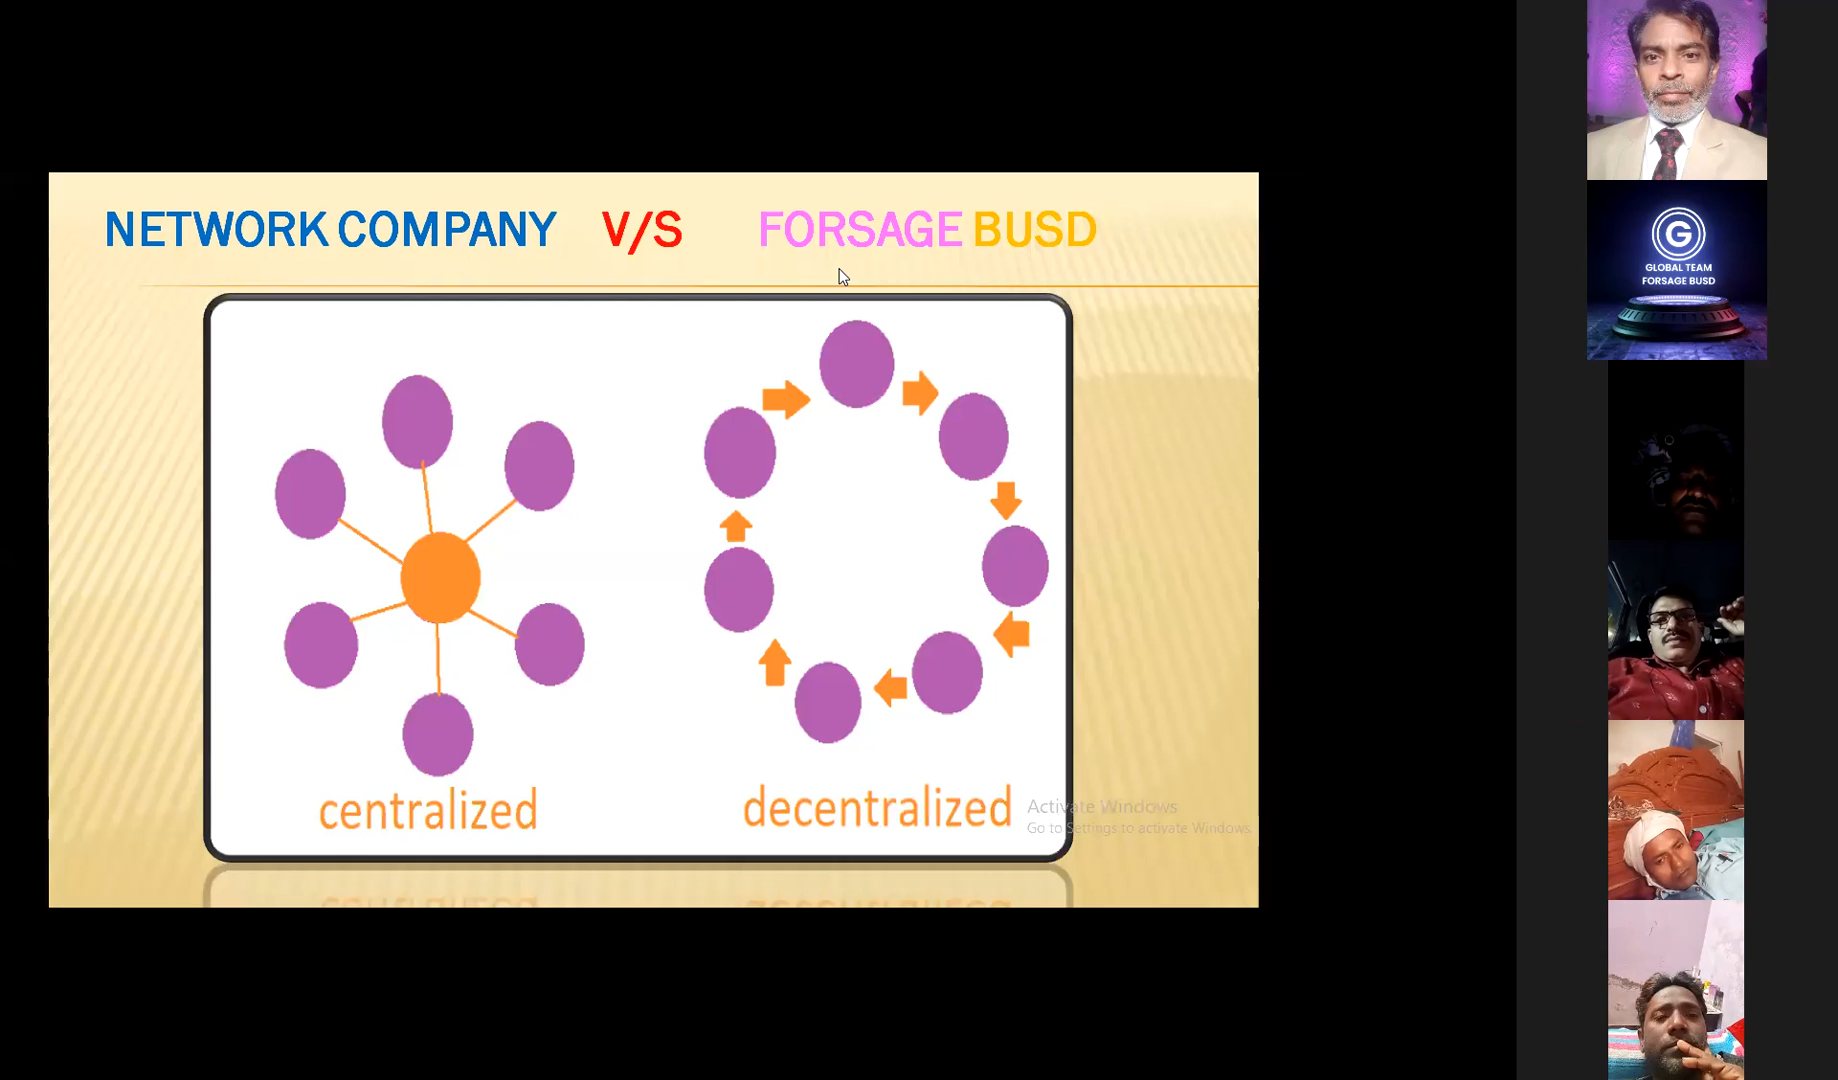 NETWORK COMPANY V/S FORSAGE BUSD
centralized
decentralized
Activate Windows
Go to Settings to activate Windows.
G
GLOBAL TEAM
FORSAGE BUSD